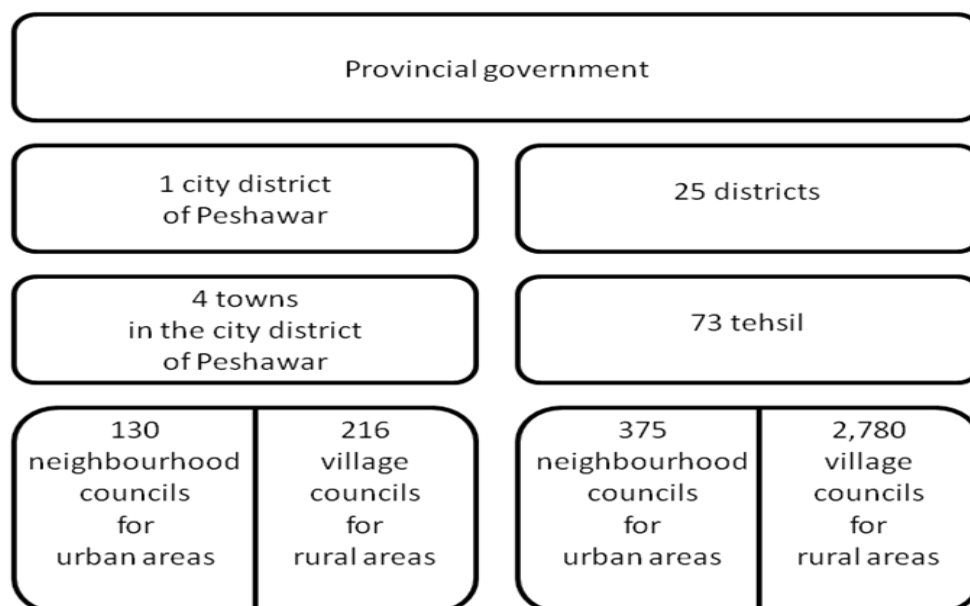 Provincial government
1 city district
of Peshawar
25 districts
4 towns
in the city district
of Peshawar
73 tehsil
130
neighbourhood
councils
for
urban areas
216
village
councils
for
rural areas
375
neighbourhood
councils
for
urban areas
2,780
village
councils
for
rural areas